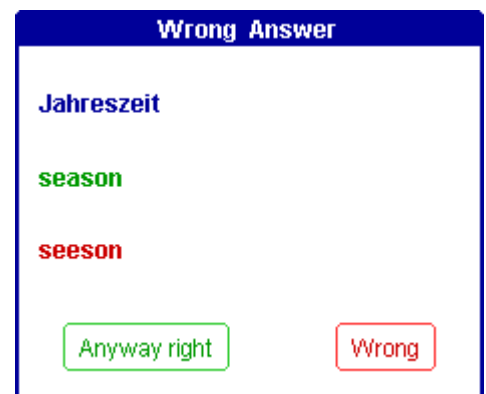 Wrong Answer
Jahreszeit
season
seeson
Anyway right Wrong